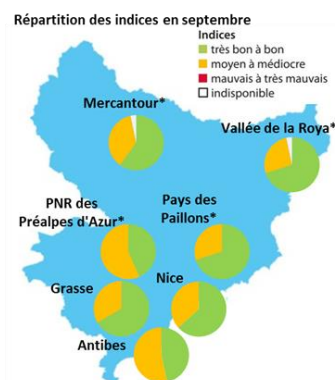 Répartition des indices en septembre
Indices
très bon à bon
moyen à médiocre
mauvais à très mauvais
indisponible
Mercantour*
Vallée de la Roya*
PNR des
Préalpes d'Azur*
Pays des
Paillons*
Grasse
Nice
Antibes